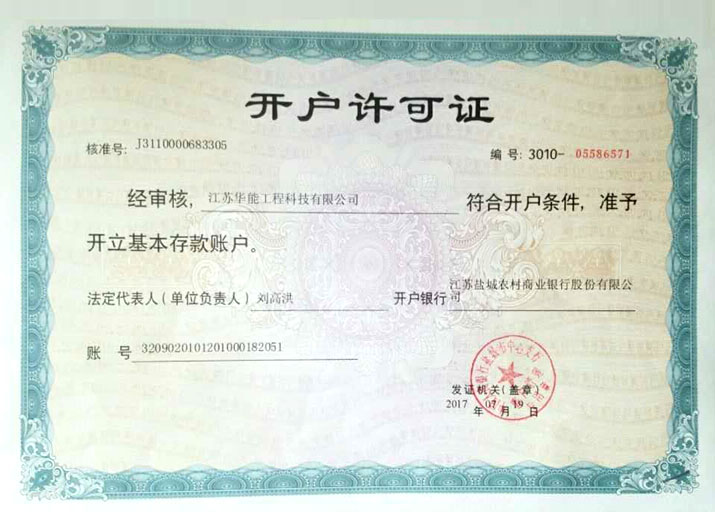 开户许可证
核准号: J3110000683305
编号: 3010-05586571
经审核, 江苏华能工程科技有限公司 符合开户条件, 准予
开立基本存款账户。
法定代表人(单位负责人) 刘高洪 开户银行 江苏盐城农村商业银行股份有限公司
账 号 3209020101201000182051
发证机关(盖章)
2017 年 07 月 19 日